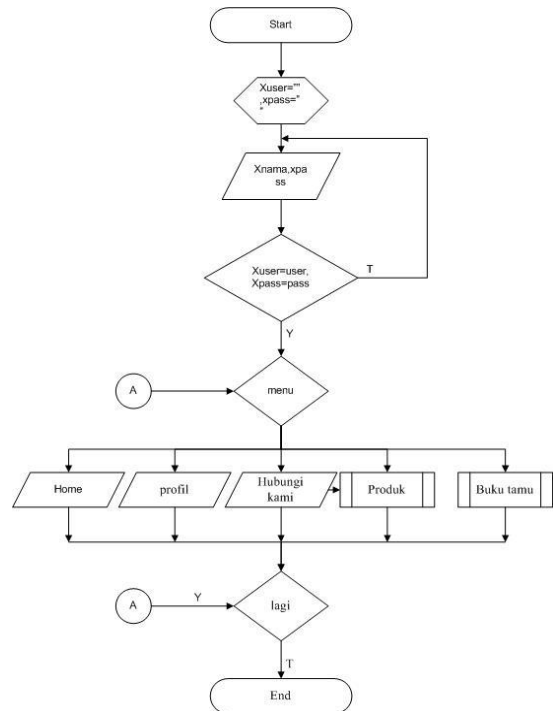 Start
Xuser=""
,xpass="
"
Xnama,xpa
ss
Xuser=user,
Xpass=pass
T
Y
A
menu
Home
profil
Hubungi
kami
Produk
Buku tamu
A
Y
lagi
T
End